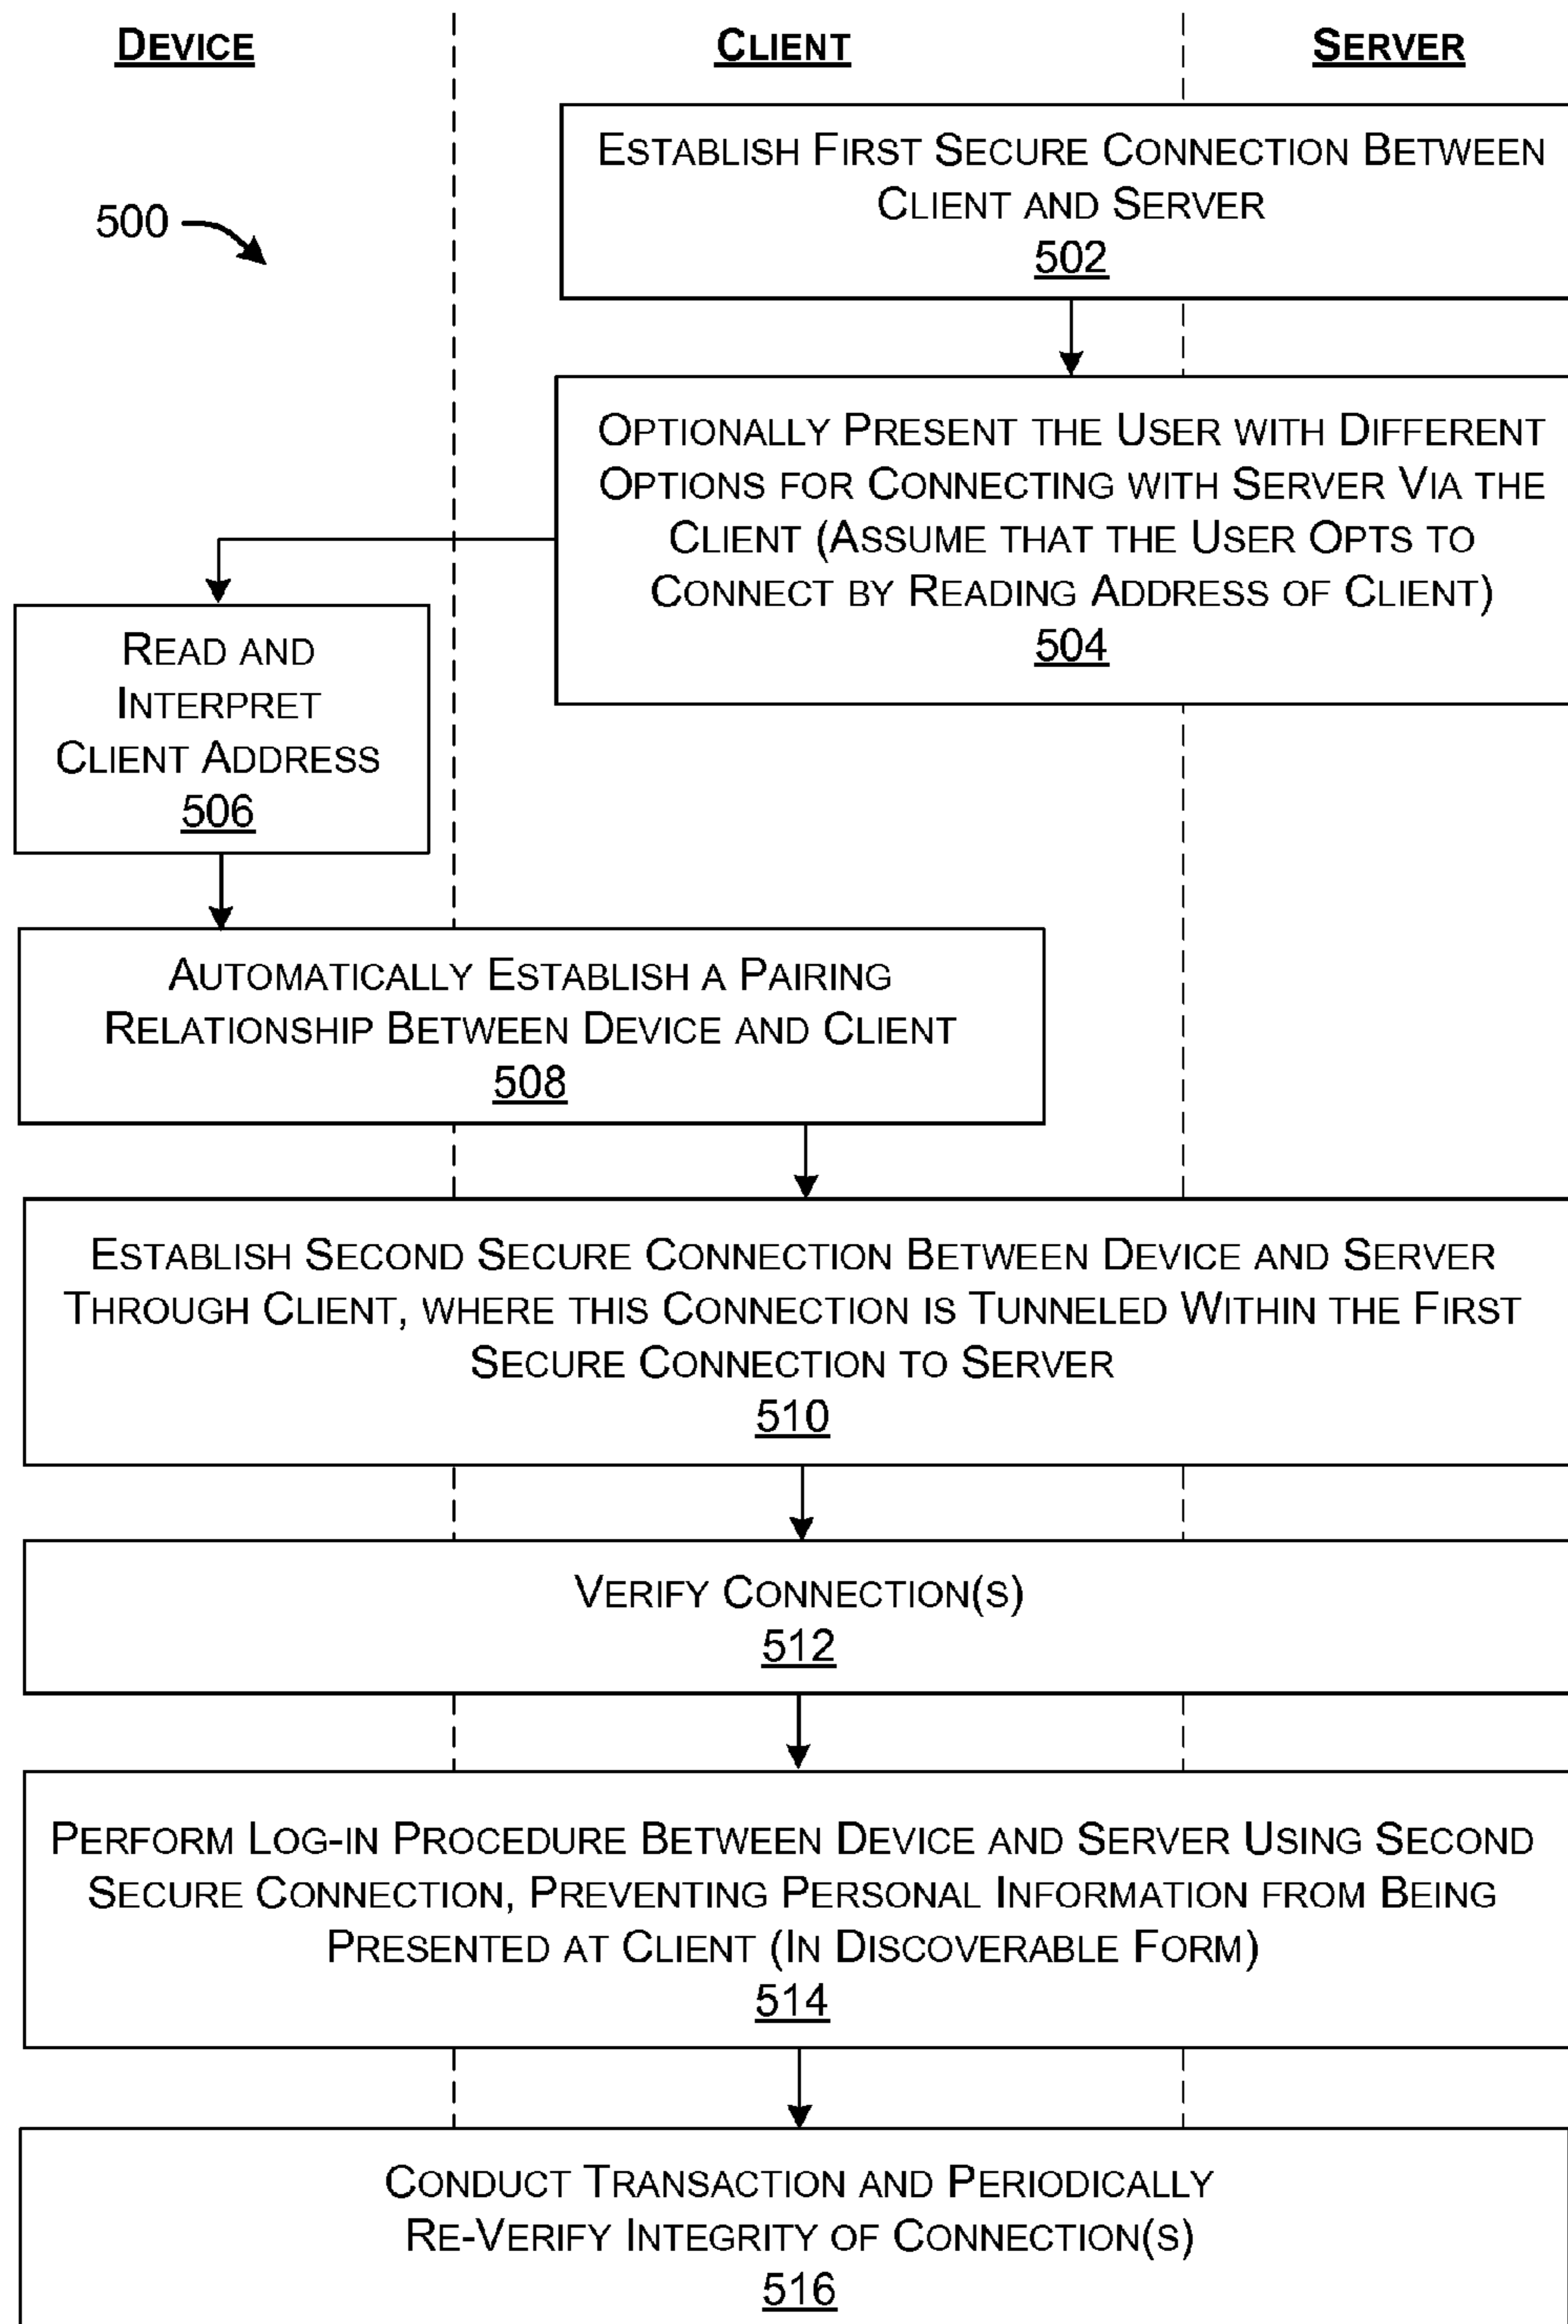 DEVICE
CLIENT
SERVER
500
ESTABLISH FIRST SECURE CONNECTION BETWEEN
CLIENT AND SERVER
502
OPTIONALLY PRESENT THE USER WITH DIFFERENT
OPTIONS FOR CONNECTING WITH SERVER VIA THE
CLIENT (ASSUME THAT THE USER OPTS TO
CONNECT BY READING ADDRESS OF CLIENT)
504
READ AND
INTERPRET
CLIENT ADDRESS
506
AUTOMATICALLY ESTABLISH A PAIRING
RELATIONSHIP BETWEEN DEVICE AND CLIENT
508
ESTABLISH SECOND SECURE CONNECTION BETWEEN DEVICE AND SERVER
THROUGH CLIENT, WHERE THIS CONNECTION IS TUNNELED WITHIN THE FIRST
SECURE CONNECTION TO SERVER
510
VERIFY CONNECTION(S)
512
PERFORM LOG-IN PROCEDURE BETWEEN DEVICE AND SERVER USING SECOND
SECURE CONNECTION, PREVENTING PERSONAL INFORMATION FROM BEING
PRESENTED AT CLIENT (IN DISCOVERABLE FORM)
514
CONDUCT TRANSACTION AND PERIODICALLY
RE-VERIFY INTEGRITY OF CONNECTION(S)
516